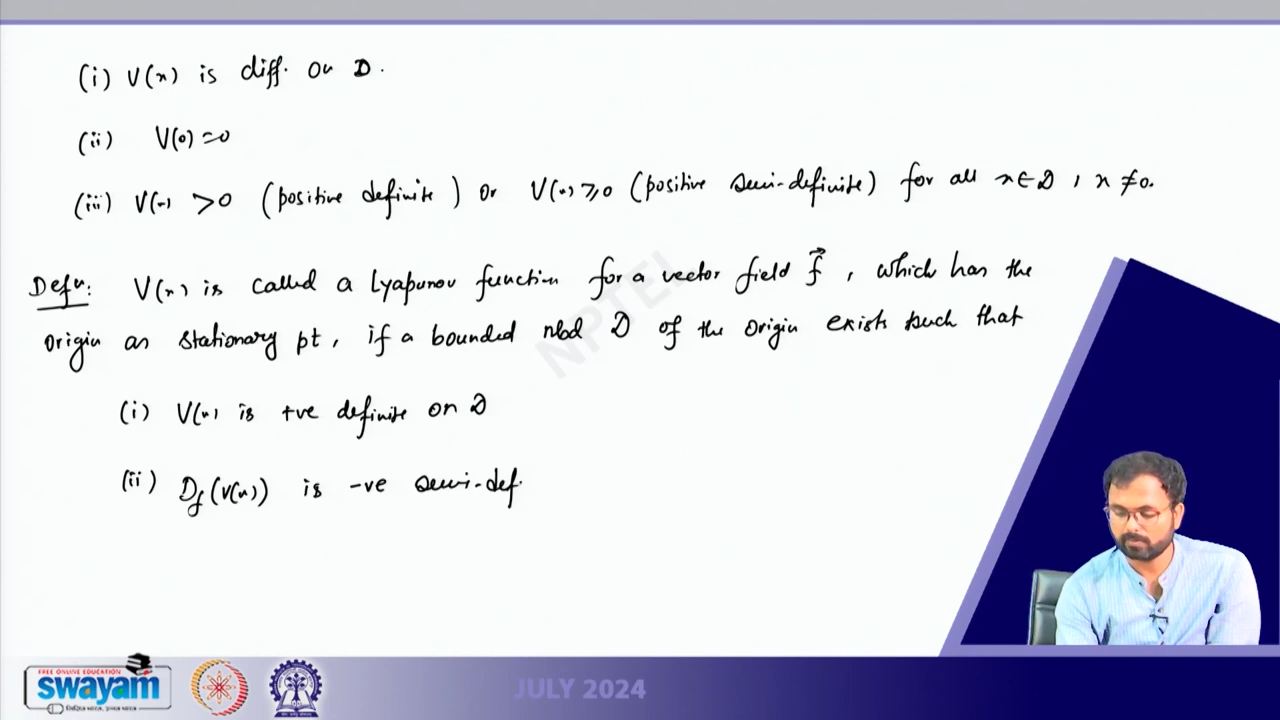 (i) V(x) is diff. on D.
(ii) V(0)=0
(iii) V(x) >0 (positive definite) or V(x)⩾0 (positive semi-definite) for all x∈D, x≠0.
Defn: V(x) is called a Lyapunov function for a vector field f⃗, which has the
origin as stationary pt, if a bounded nbd D of the origin exists such that
(i) V(x) is +ve definite on D
(ii) D_f(V(x)) is -ve semi-def.
NPTEL
FREE ONLINE EDUCATION
swayam
JULY 2024